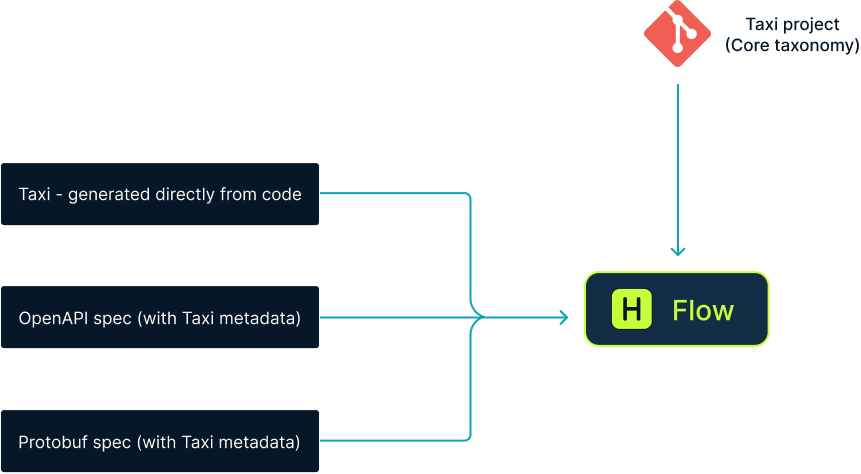 Taxi project
(Core taxonomy)
Taxi - generated directly from code
OpenAPI spec (with Taxi metadata)
H Flow
Protobuf spec (with Taxi metadata)